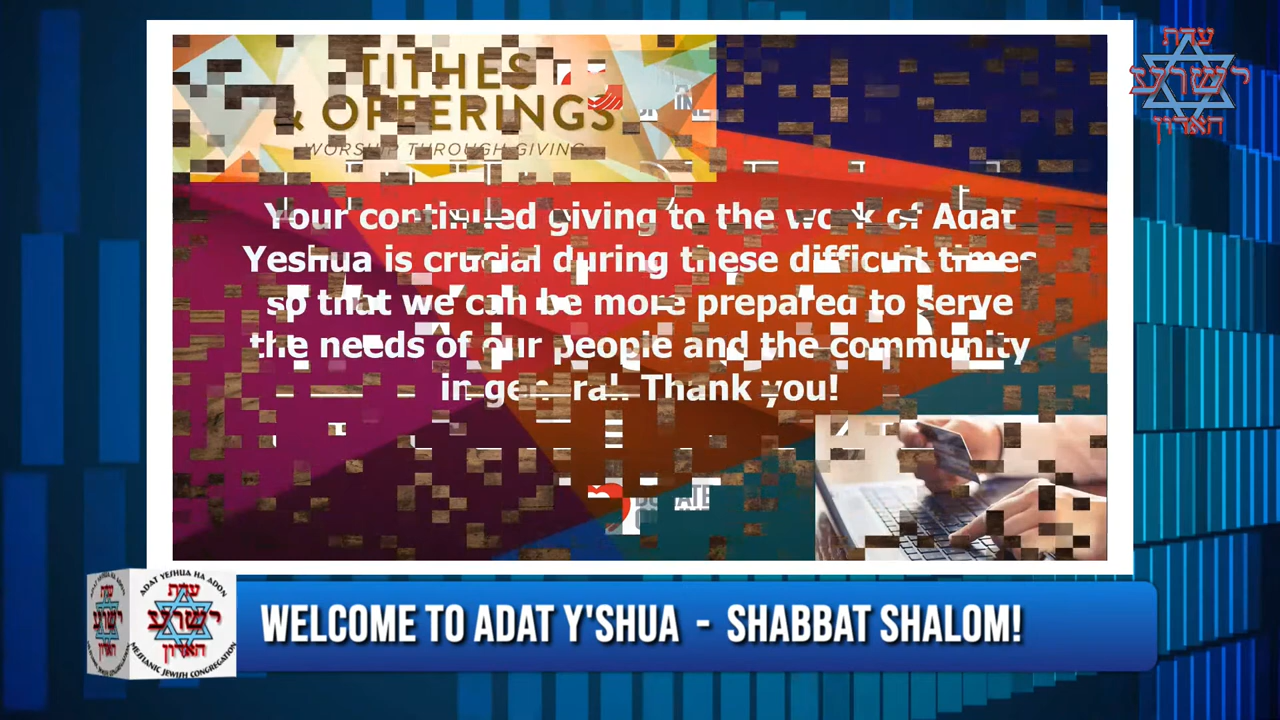 TITHES
& OFFERINGS
WORSHIP THROUGH GIVING
Your continued giving to the work of Adat
Yeshua is crucial during these difficult times
so that we can be more prepared to serve
the needs of our people and the community
in general. Thank you!
עדת
ישוע
האדון
ADAT YESHUA HA ADON
עדת
ישוע
האדון
MESSIANIC JEWISH CONGREGATION
WELCOME TO ADAT Y'SHUA - SHABBAT SHALOM!